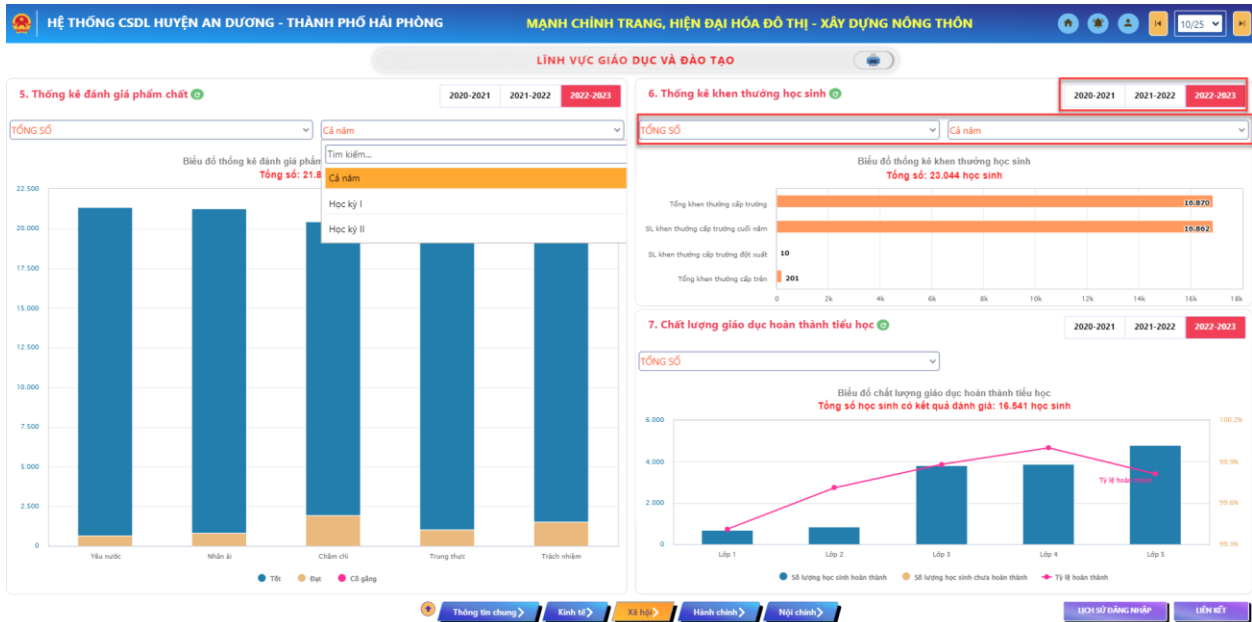 HỆ THỐNG CSDL HUYỆN AN DƯƠNG - THÀNH PHỐ HẢI PHÒNG
MẠNH CHỈNH TRANG, HIỆN ĐẠI HÓA ĐÔ THỊ - XÂY DỰNG NÔNG THÔN
10/25
LĨNH VỰC GIÁO DỤC VÀ ĐÀO TẠO
5. Thống kê đánh giá phẩm chất
2020-2021 2021-2022 2022-2023
TỔNG SỐ
Cả năm
Tìm kiếm...
Cả năm
Học kỳ I
Học kỳ II
Biểu đồ thống kê đánh giá phẩm
Tổng số: 21.8
22.500
20.000
17.500
15.000
12.500
10.000
7.500
5.000
2.500
0
Yêu nước Nhân ái Chăm chỉ Trung thực Trách nhiệm
Tốt Đạt Cố gắng
6. Thống kê khen thưởng học sinh
2020-2021 2021-2022 2022-2023
TỔNG SỐ
Cả năm
Biểu đồ thống kê khen thưởng học sinh
Tổng số: 23.044 học sinh
Tổng khen thưởng cấp trường 16.870
SL khen thưởng cấp trường cuối năm 16.862
SL khen thưởng cấp trường đột xuất 10
Tổng khen thưởng cấp trên 201
0 2k 4k 6k 8k 10k 12k 14k 16k 18k
7. Chất lượng giáo dục hoàn thành tiểu học
2020-2021 2021-2022 2022-2023
TỔNG SỐ
Biểu đồ chất lượng giáo dục hoàn thành tiểu học
Tổng số học sinh có kết quả đánh giá: 16.541 học sinh
6.000 100.2%
4.000 99.9%
Tỷ lệ hoàn thành
2.000 99.6%
0 99.3%
Lớp 1 Lớp 2 Lớp 3 Lớp 4 Lớp 5
Số lượng học sinh hoàn thành Số lượng học sinh chưa hoàn thành Tỷ lệ hoàn thành
Thông tin chung Kinh tế Xã hội Hành chính Nội chính
LỊCH SỬ ĐĂNG NHẬP LIÊN KẾT